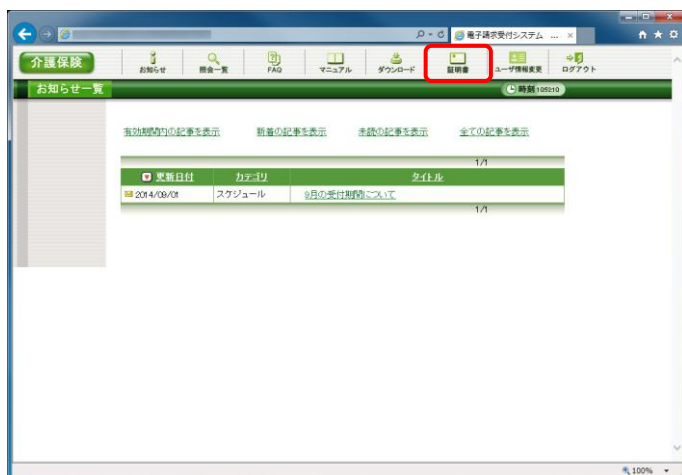 電子請求受付システム ... ×
介護保険
お知らせ 照会一覧 FAQ マニュアル ダウンロード 証明書 ユーザ情報変更 ログアウト
お知らせ一覧 時刻 105210
有効期間内の記事を表示 新着の記事を表示 未読の記事を表示 全ての記事を表示
1/1
更新日付 カテゴリ タイトル
2014/09/01 スケジュール 9月の受付期間について
1/1
100%